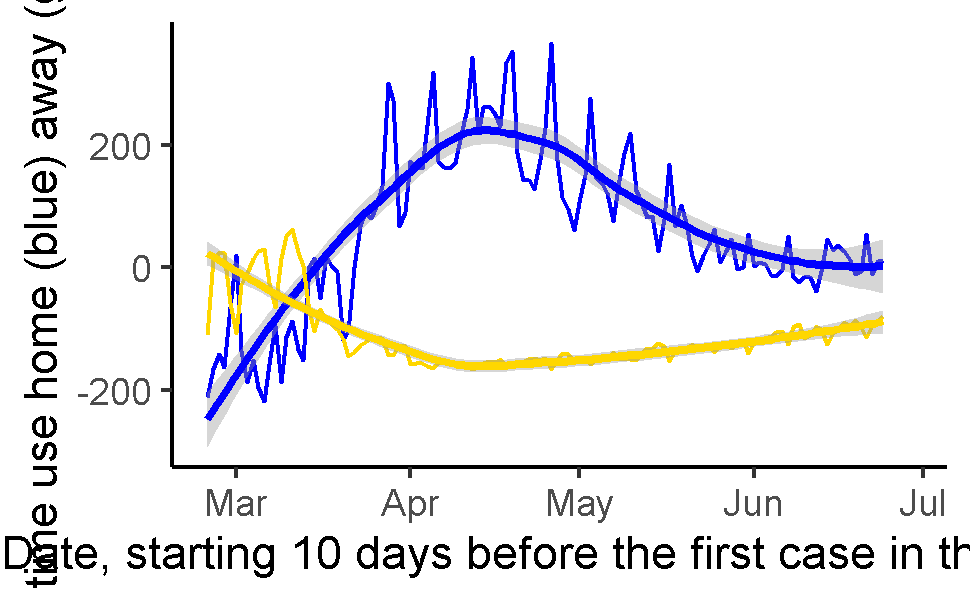 time use home (blue) away (
200
0
-200
Mar Apr May Jun Jul
Date, starting 10 days before the first case in th